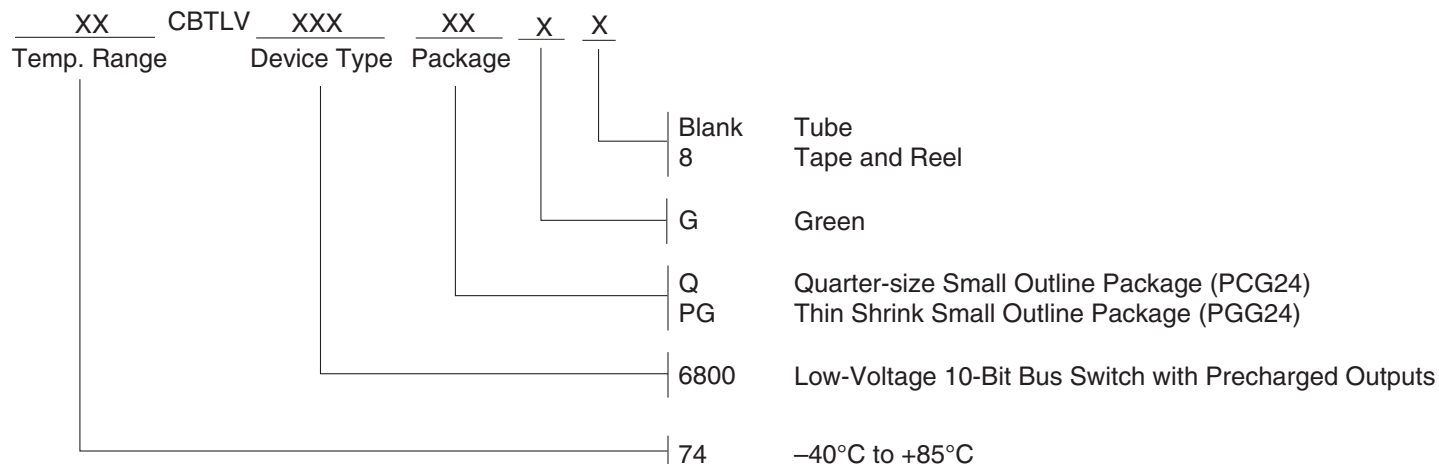 XX CBTLV XXX XX X X
Temp. Range Device Type Package
Blank Tube
8 Tape and Reel
G Green
Q Quarter-size Small Outline Package (PCG24)
PG Thin Shrink Small Outline Package (PGG24)
6800 Low-Voltage 10-Bit Bus Switch with Precharged Outputs
74 –40°C to +85°C